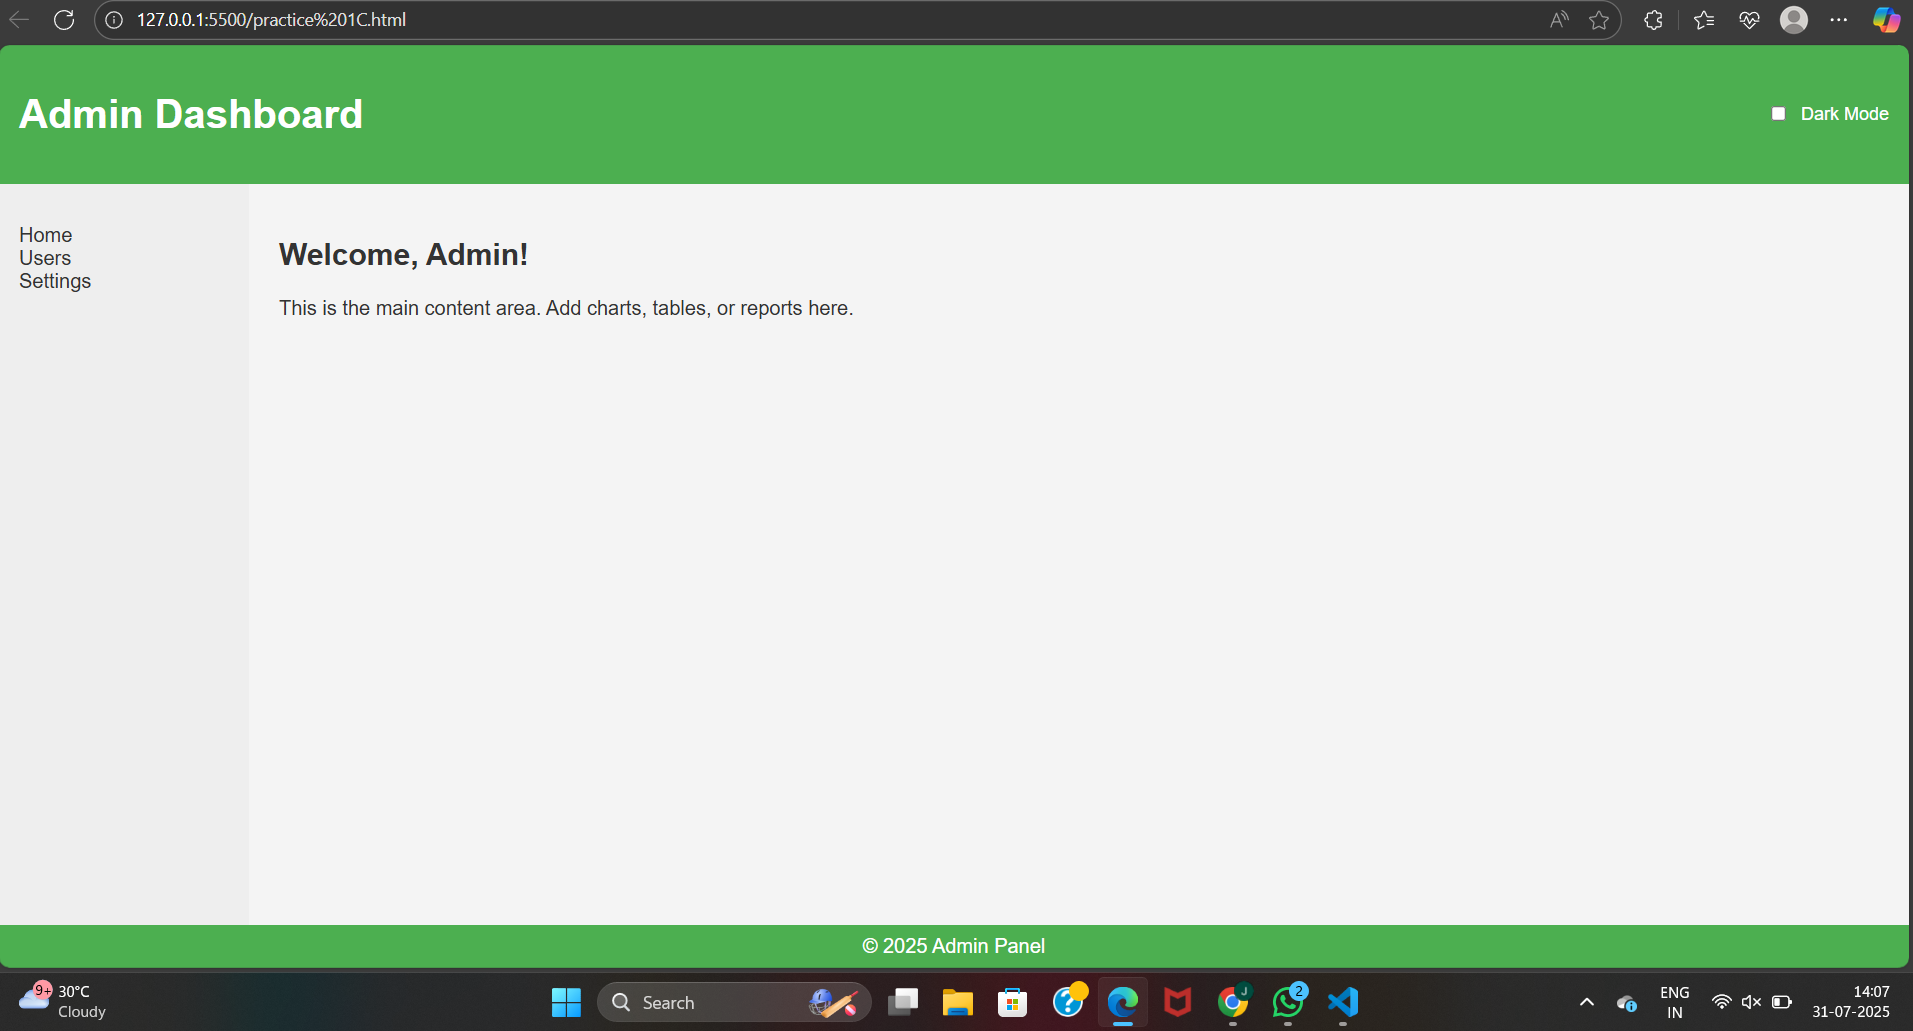 127.0.0.1:5500/practice%201C.html
Admin Dashboard
Dark Mode
Home
Users
Settings
Welcome, Admin!
This is the main content area. Add charts, tables, or reports here.
© 2025 Admin Panel
9+
30°C
Cloudy
Search
J
2
ENG
IN
14:07
31-07-2025